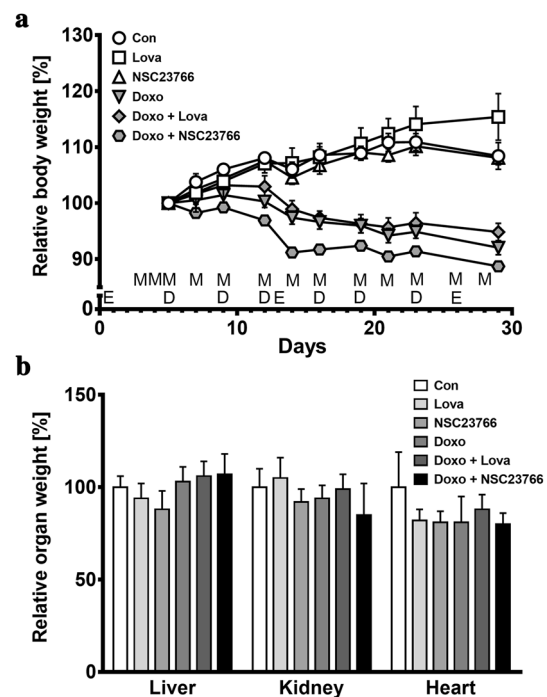 a
Relative body weight [%]
130
120
110
100
90
0
Con
Lova
NSC23766
Doxo
Doxo + Lova
Doxo + NSC23766
M M M M M M M M M M M M
E D D D E D D D E
0 10 20 30
Days
b
Relative organ weight [%]
150
100
50
0
Con
Lova
NSC23766
Doxo
Doxo + Lova
Doxo + NSC23766
Liver Kidney Heart